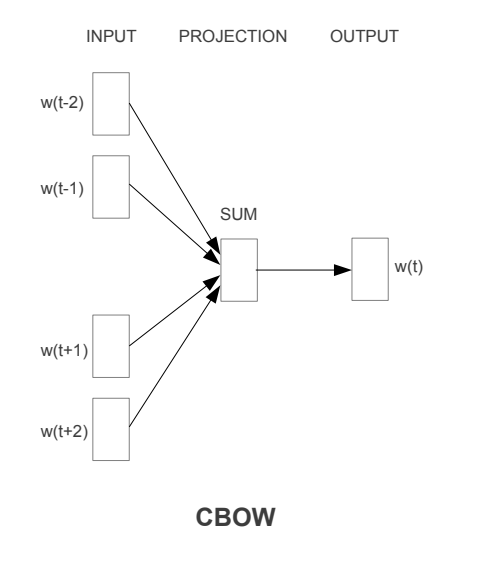 INPUT PROJECTION OUTPUT
w(t-2)
w(t-1)
SUM
w(t)
w(t+1)
w(t+2)
CBOW